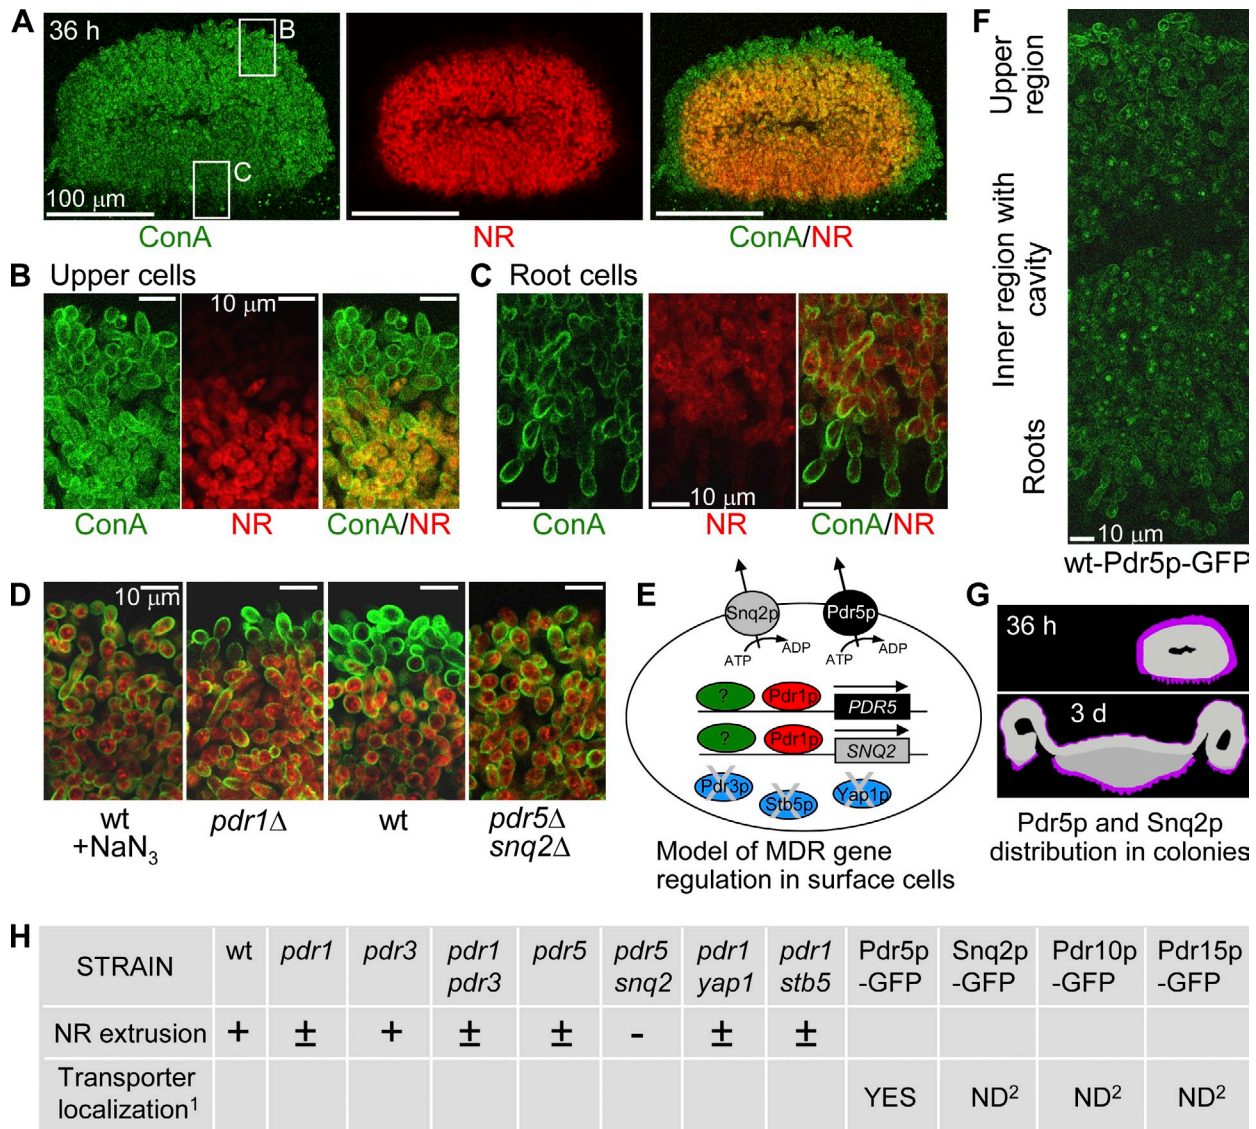 A
36 h
B
C
100 μm
ConA
NR
ConA/NR
B Upper cells
10 μm
ConA
NR
ConA/NR
C Root cells
10 μm
ConA
NR
ConA/NR
D
10 μm
wt
+NaN₃
pdr1Δ
wt
pdr5Δ
snq2Δ
E
Snq2p
Pdr5p
ATP
ADP
ATP
ADP
?
Pdr1p
PDR5
?
Pdr1p
SNQ2
Pdr3p
Stb5p
Yap1p
Model of MDR gene
regulation in surface cells
F
Upper
region
Inner region with
cavity
Roots
10 μm
wt-Pdr5p-GFP
G
36 h
3 d
Pdr5p and Snq2p
distribution in colonies
H
STRAIN
wt
pdr1
pdr3
pdr1
pdr3
pdr5
pdr5
snq2
pdr1
yap1
pdr1
stb5
Pdr5p
-GFP
Snq2p
-GFP
Pdr10p
-GFP
Pdr15p
-GFP
NR extrusion + ± + ± ± - ± ±
Transporter
localization¹
YES ND² ND² ND²